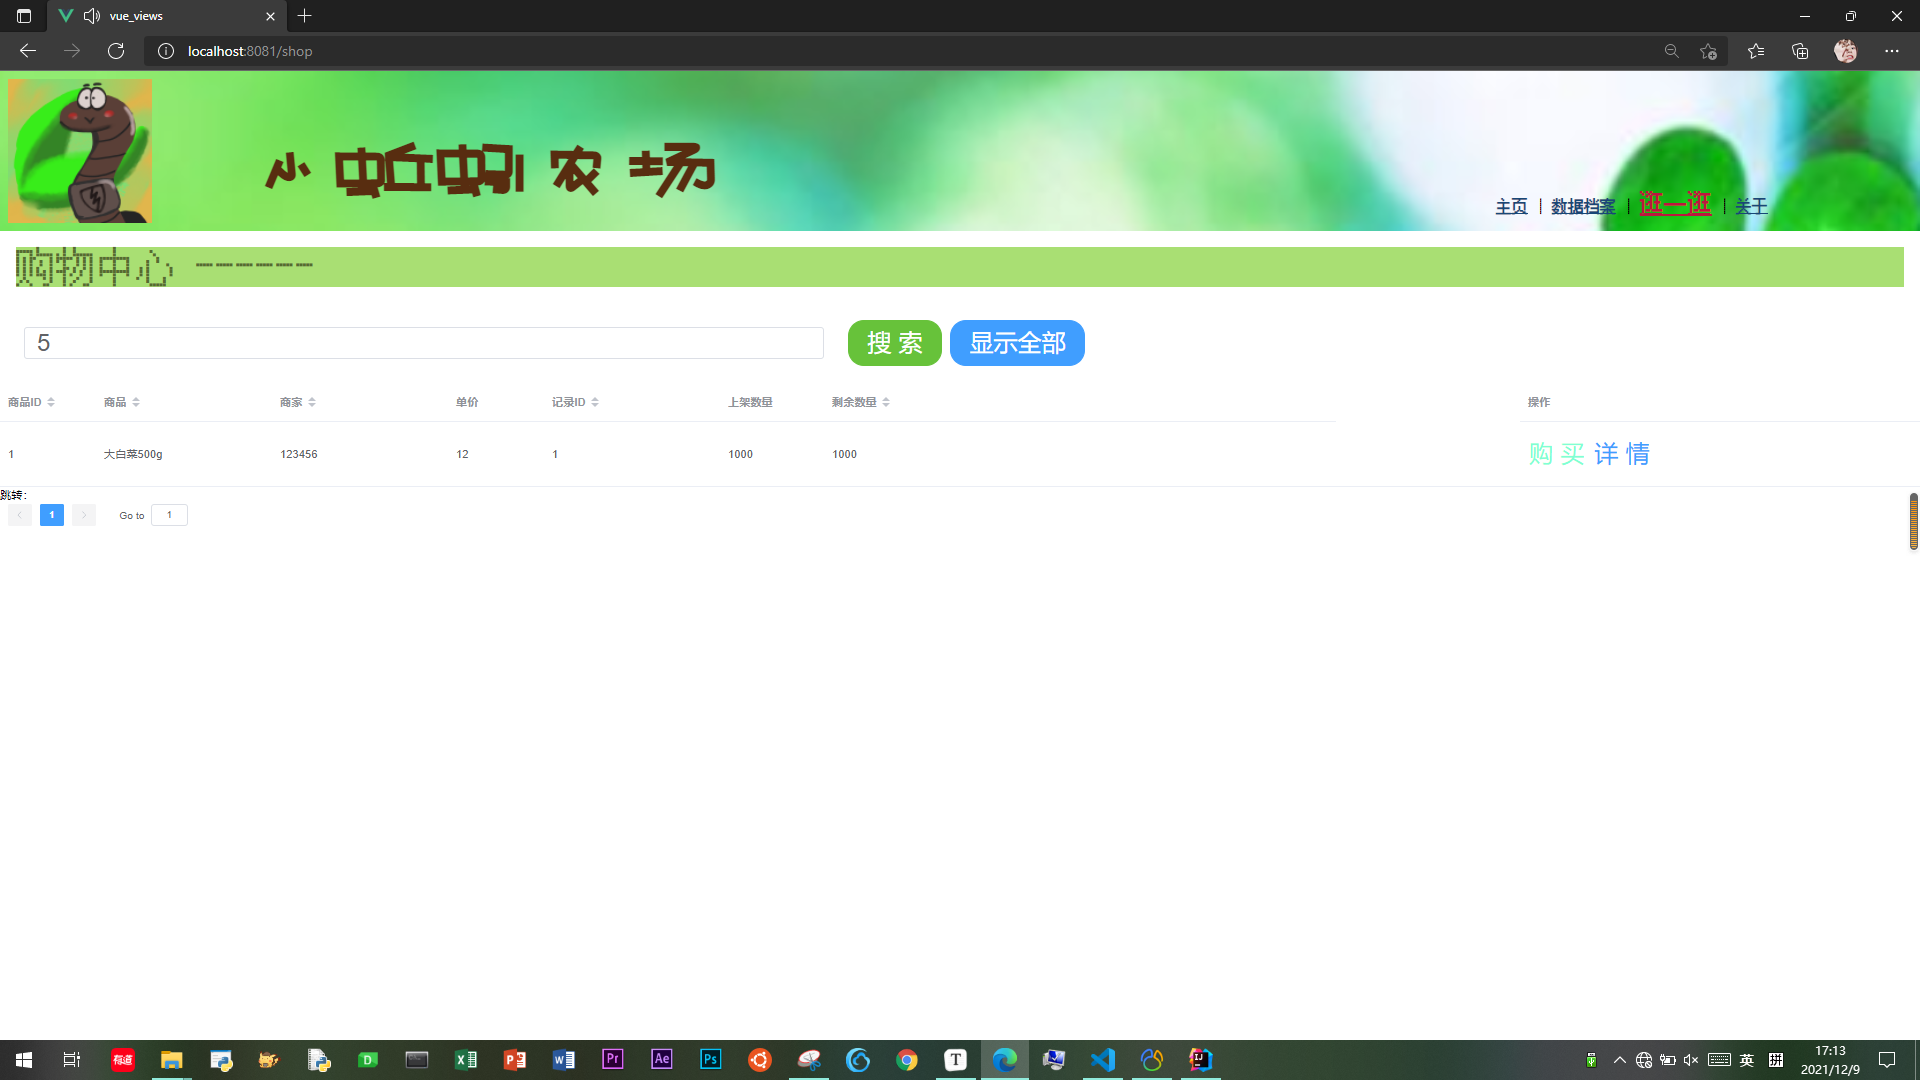 vue_views
localhost:8081/shop
小 蚯蚓 农 场
主页 | 数据档案 | 逛一逛 | 关于
购物中心 ------
5
搜 索
显示全部
商品ID 商品 商家 单价 记录ID 上架数量 剩余数量 操作
1 大白菜500g 123456 12 1 1000 1000 购 买 详 情
跳转：
1 Go to 1
有道 D Pr Ae Ps T 英 拼 17:13
2021/12/9